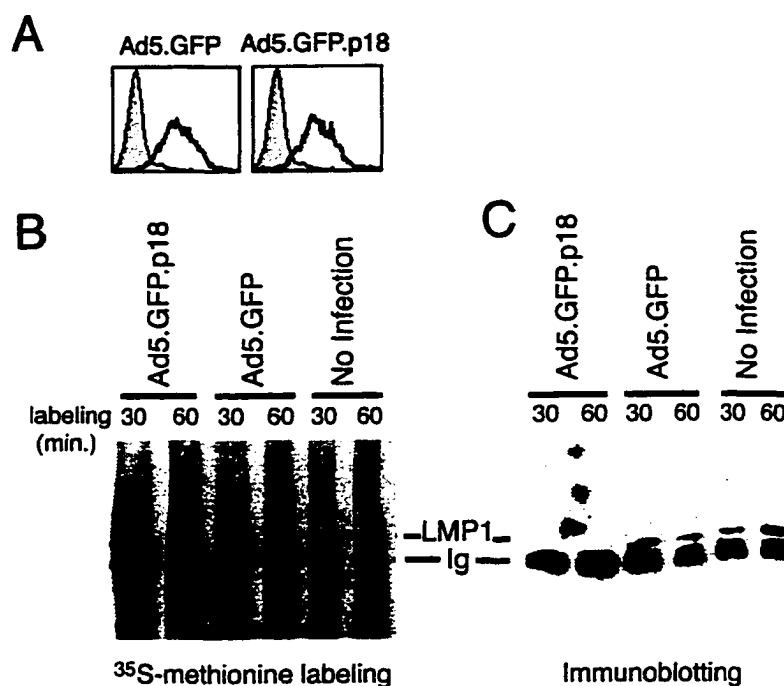 A
Ad5.GFP Ad5.GFP.p18
B
Ad5.GFP.p18
Ad5.GFP
No Infection
labeling (min.)
30 60 30 60 30 60
35S-methionine labeling
LMP1
Ig
C
Ad5.GFP.p18
Ad5.GFP
No Infection
30 60 30 60 30 60
Immunoblotting